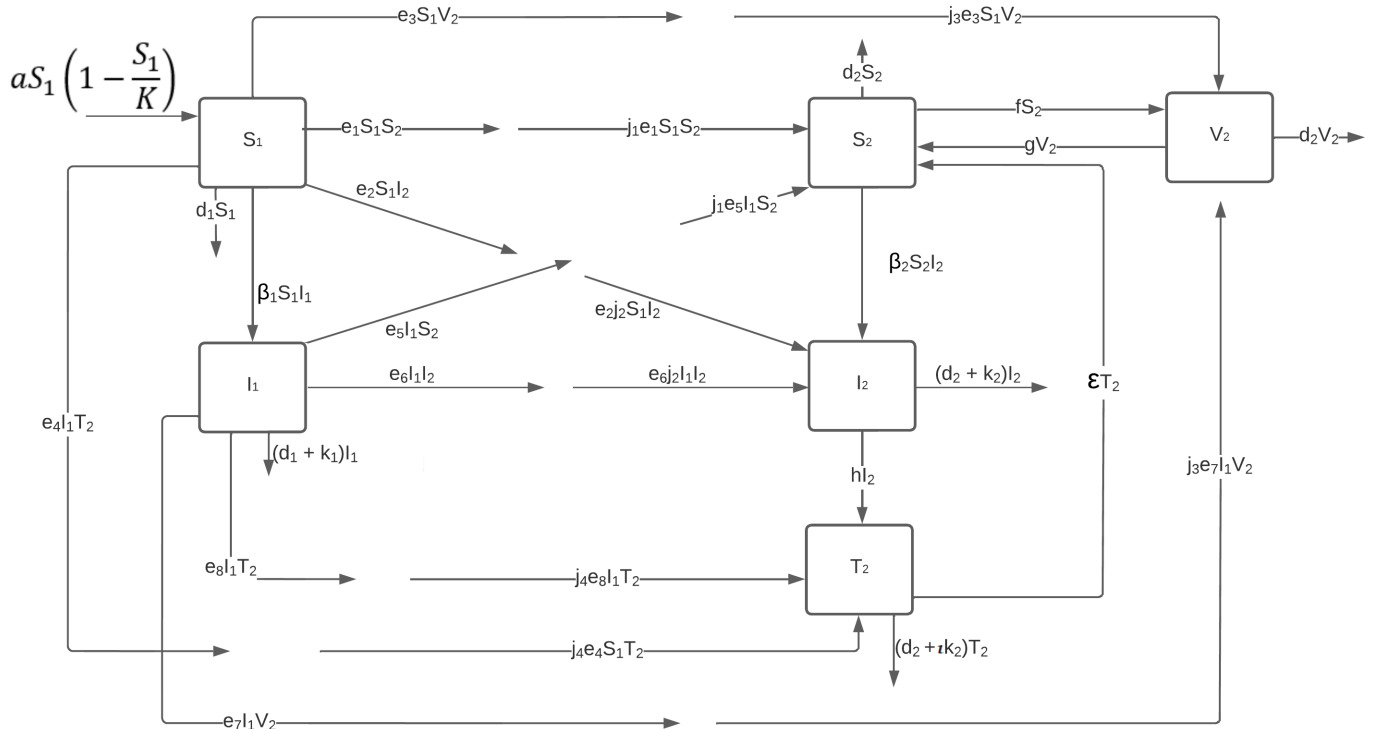 e₃S₁V₂
j₃e₃S₁V₂
aS₁(1 − S₁/K)
d₂S₂
S₁
e₁S₁S₂
j₁e₁S₁S₂
S₂
fS₂
gV₂
V₂
d₂V₂
d₁S₁
e₂S₁I₂
j₁e₅I₁S₂
β₁S₁I₁
β₂S₂I₂
e₅I₁S₂
e₂j₂S₁I₂
I₁
e₆I₁I₂
e₆j₂I₁I₂
I₂
(d₂ + k₂)I₂
ƐT₂
e₄I₁T₂
(d₁ + k₁)I₁
hI₂
j₃e₇I₁V₂
e₈I₁T₂
j₄e₈I₁T₂
T₂
j₄e₄S₁T₂
(d₂ + ιk₂)T₂
e₇I₁V₂